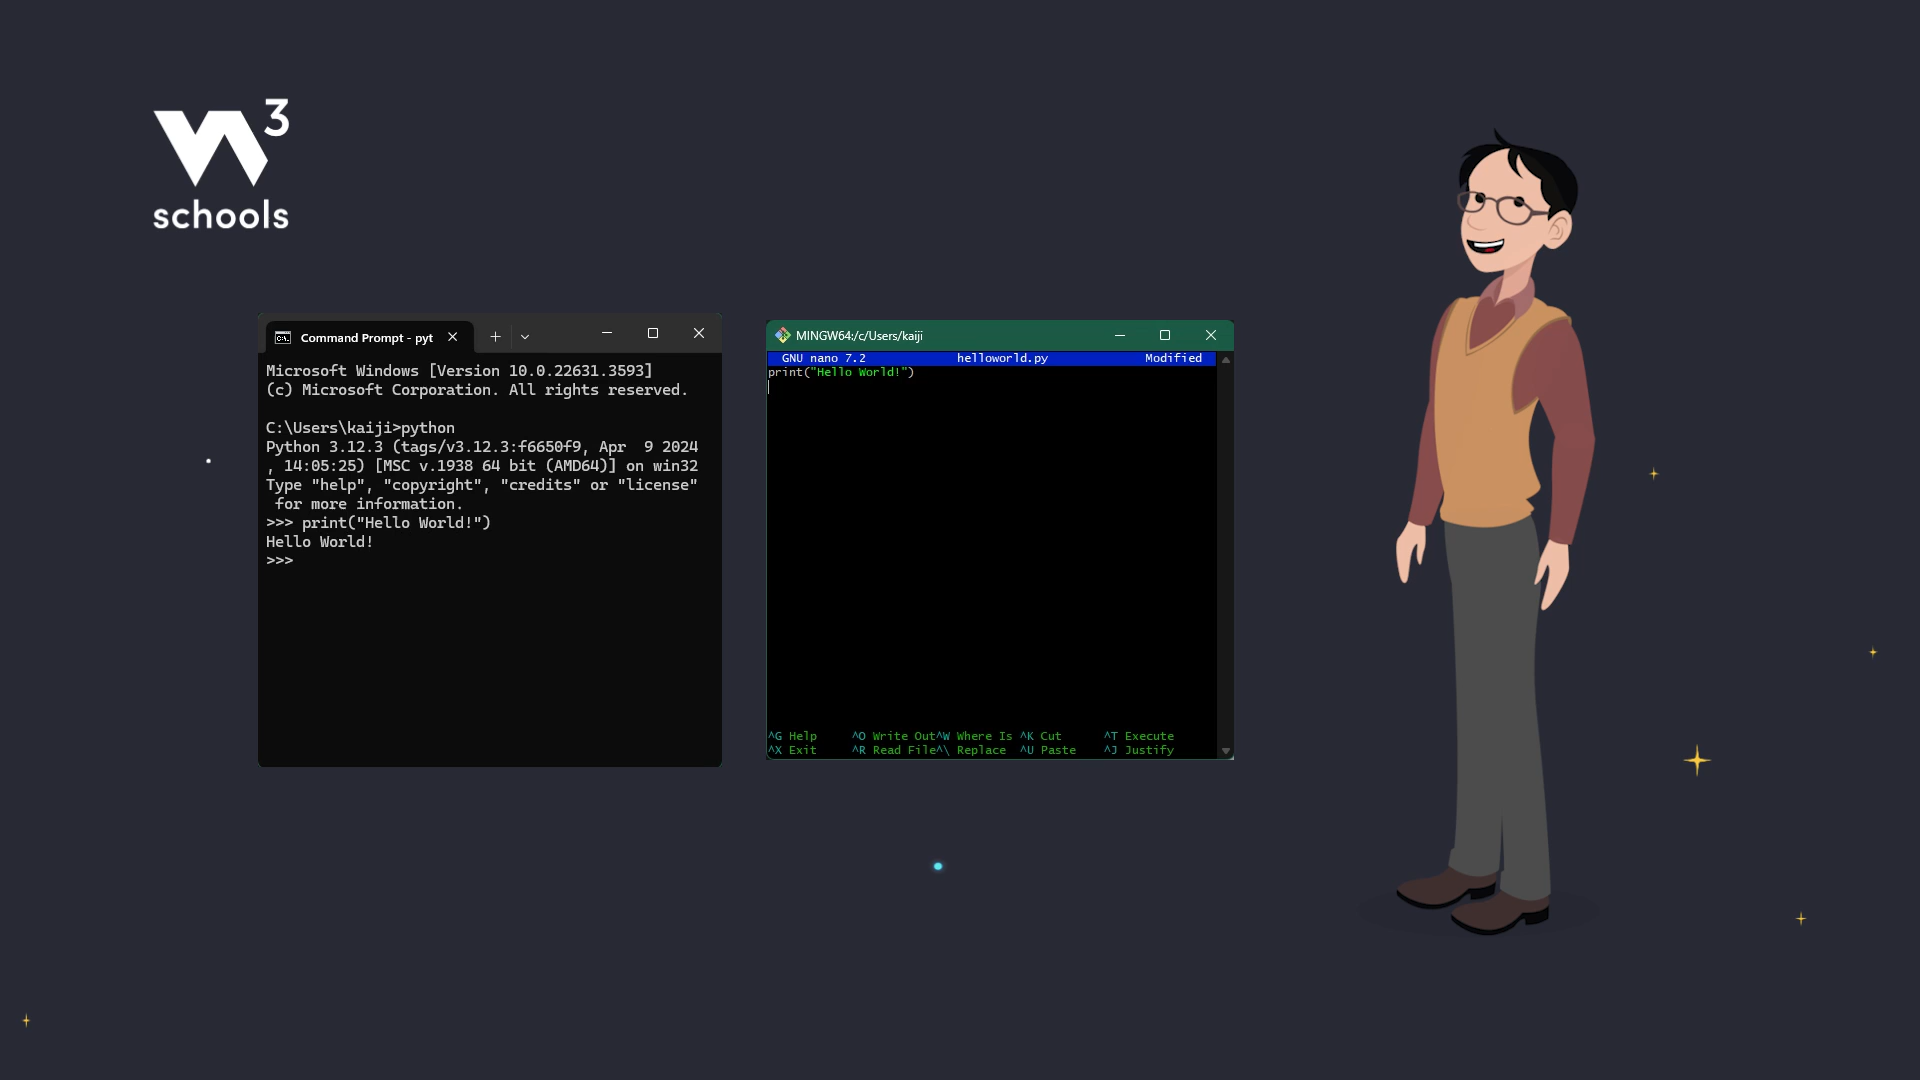 W3
schools
Command Prompt - pyt
Microsoft Windows [Version 10.0.22631.3593]
(c) Microsoft Corporation. All rights reserved.
C:\Users\kaiji>python
Python 3.12.3 (tags/v3.12.3:f6650f9, Apr  9 2024
, 14:05:25) [MSC v.1938 64 bit (AMD64)] on win32
Type "help", "copyright", "credits" or "license"
 for more information.
>>> print("Hello World!")
Hello World!
>>>
MINGW64:/c/Users/kaiji
GNU nano 7.2 helloworld.py Modified
print("Hello World!")
^G Help ^O Write Out^W Where Is ^K Cut ^T Execute
^X Exit ^R Read File^\ Replace ^U Paste ^J Justify